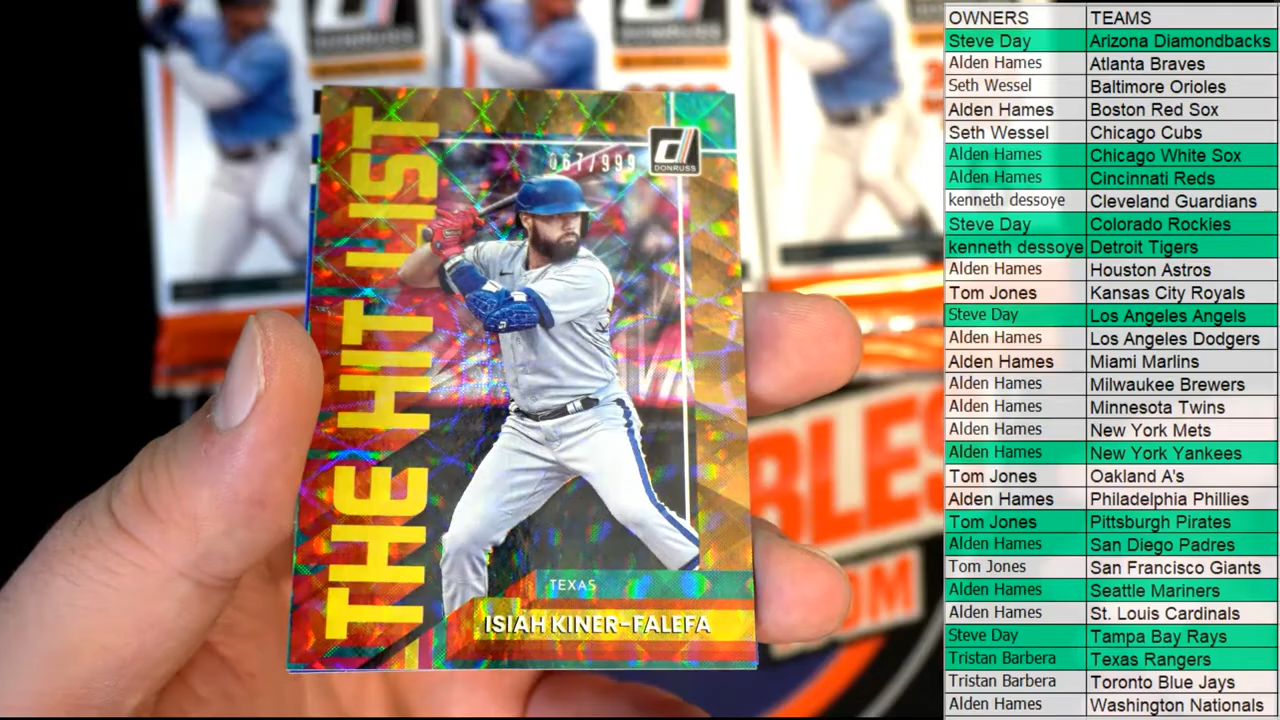 DONRUSS
DONRUSS
THE HIT LIST
067/999
DONRUSS
TEXAS
ISIAH KINER-FALEFA
BLES
OM
OWNERS TEAMS
Steve Day Arizona Diamondbacks
Alden Hames Atlanta Braves
Seth Wessel Baltimore Orioles
Alden Hames Boston Red Sox
Seth Wessel Chicago Cubs
Alden Hames Chicago White Sox
Alden Hames Cincinnati Reds
kenneth dessoye Cleveland Guardians
Steve Day Colorado Rockies
kenneth dessoye Detroit Tigers
Alden Hames Houston Astros
Tom Jones Kansas City Royals
Steve Day Los Angeles Angels
Alden Hames Los Angeles Dodgers
Alden Hames Miami Marlins
Alden Hames Milwaukee Brewers
Alden Hames Minnesota Twins
Alden Hames New York Mets
Alden Hames New York Yankees
Tom Jones Oakland A's
Alden Hames Philadelphia Phillies
Tom Jones Pittsburgh Pirates
Alden Hames San Diego Padres
Tom Jones San Francisco Giants
Alden Hames Seattle Mariners
Alden Hames St. Louis Cardinals
Steve Day Tampa Bay Rays
Tristan Barbera Texas Rangers
Tristan Barbera Toronto Blue Jays
Alden Hames Washington Nationals